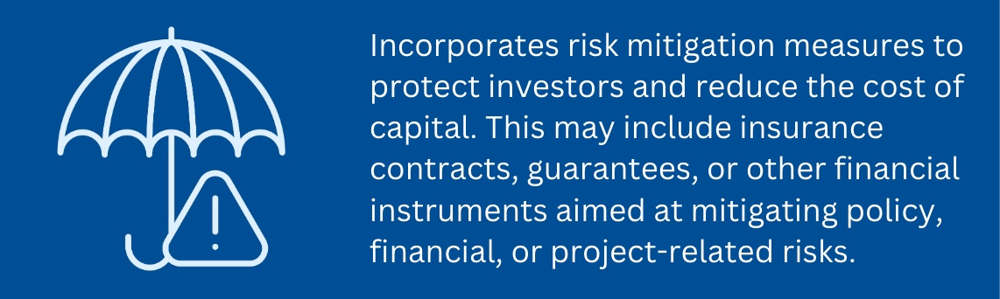 Incorporates risk mitigation measures to
protect investors and reduce the cost of
capital. This may include insurance
contracts, guarantees, or other financial
instruments aimed at mitigating policy,
financial, or project-related risks.